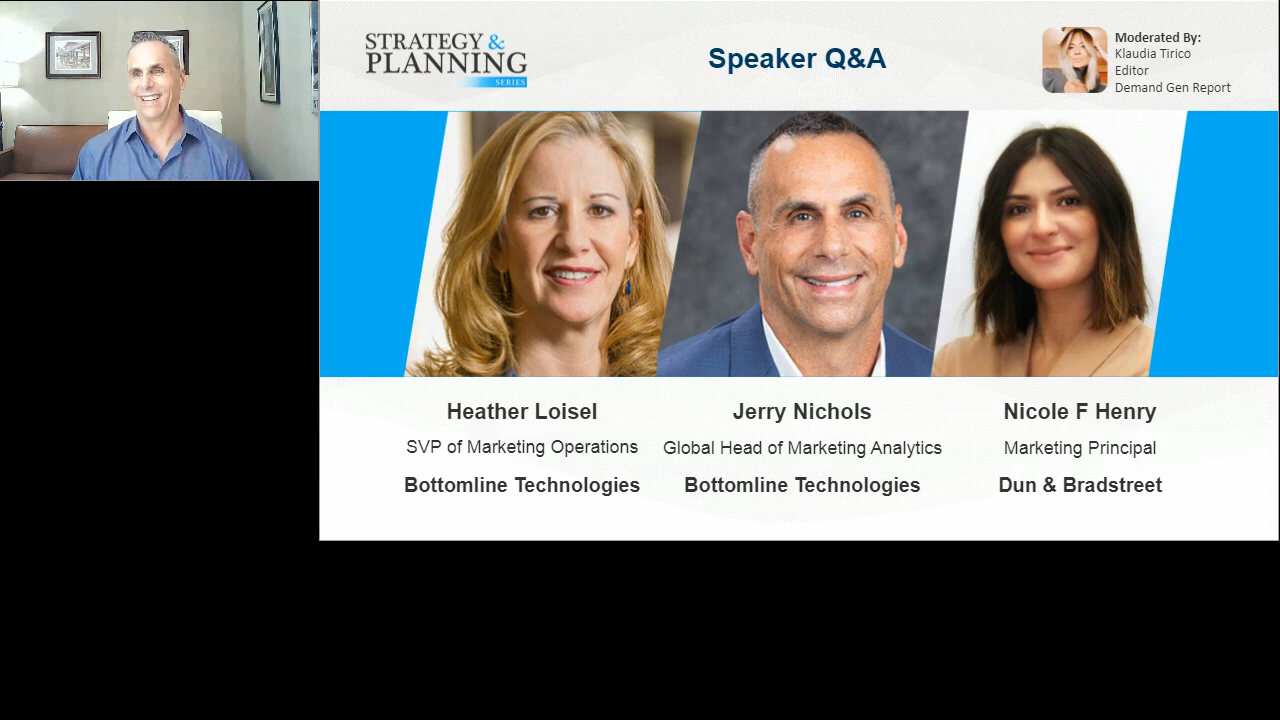 STRATEGY &
PLANNING
SERIES
Speaker Q&A
Moderated By:
Klaudia Tirico
Editor
Demand Gen Report
Heather Loisel
SVP of Marketing Operations
Bottomline Technologies
Jerry Nichols
Global Head of Marketing Analytics
Bottomline Technologies
Nicole F Henry
Marketing Principal
Dun & Bradstreet